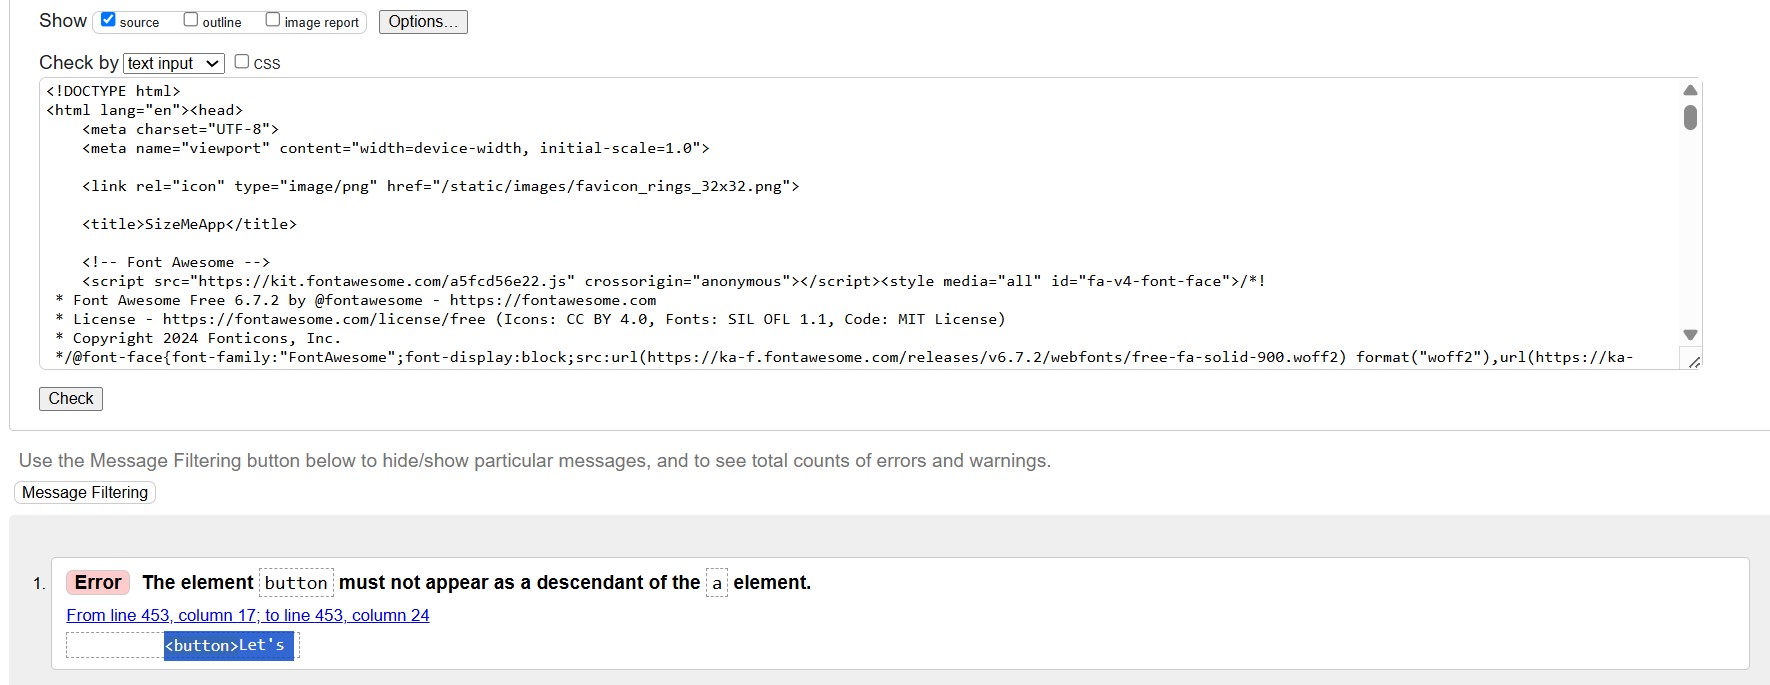 Show source outline image report Options...
Check by text input CSS
<!DOCTYPE html>
<html lang="en"><head>
    <meta charset="UTF-8">
    <meta name="viewport" content="width=device-width, initial-scale=1.0">
    <link rel="icon" type="image/png" href="/static/images/favicon_rings_32x32.png">
    <title>SizeMeApp</title>
    <!-- Font Awesome -->
    <script src="https://kit.fontawesome.com/a5fcd56e22.js" crossorigin="anonymous"></script><style media="all" id="fa-v4-font-face">/*!
 * Font Awesome Free 6.7.2 by @fontawesome - https://fontawesome.com
 * License - https://fontawesome.com/license/free (Icons: CC BY 4.0, Fonts: SIL OFL 1.1, Code: MIT License)
 * Copyright 2024 Fonticons, Inc.
 */@font-face{font-family:"FontAwesome";font-display:block;src:url(https://ka-f.fontawesome.com/releases/v6.7.2/webfonts/free-fa-solid-900.woff2) format("woff2"),url(https://ka-
Check
Use the Message Filtering button below to hide/show particular messages, and to see total counts of errors and warnings.
Message Filtering
1. Error The element button must not appear as a descendant of the a element.
From line 453, column 17; to line 453, column 24
<button>Let's